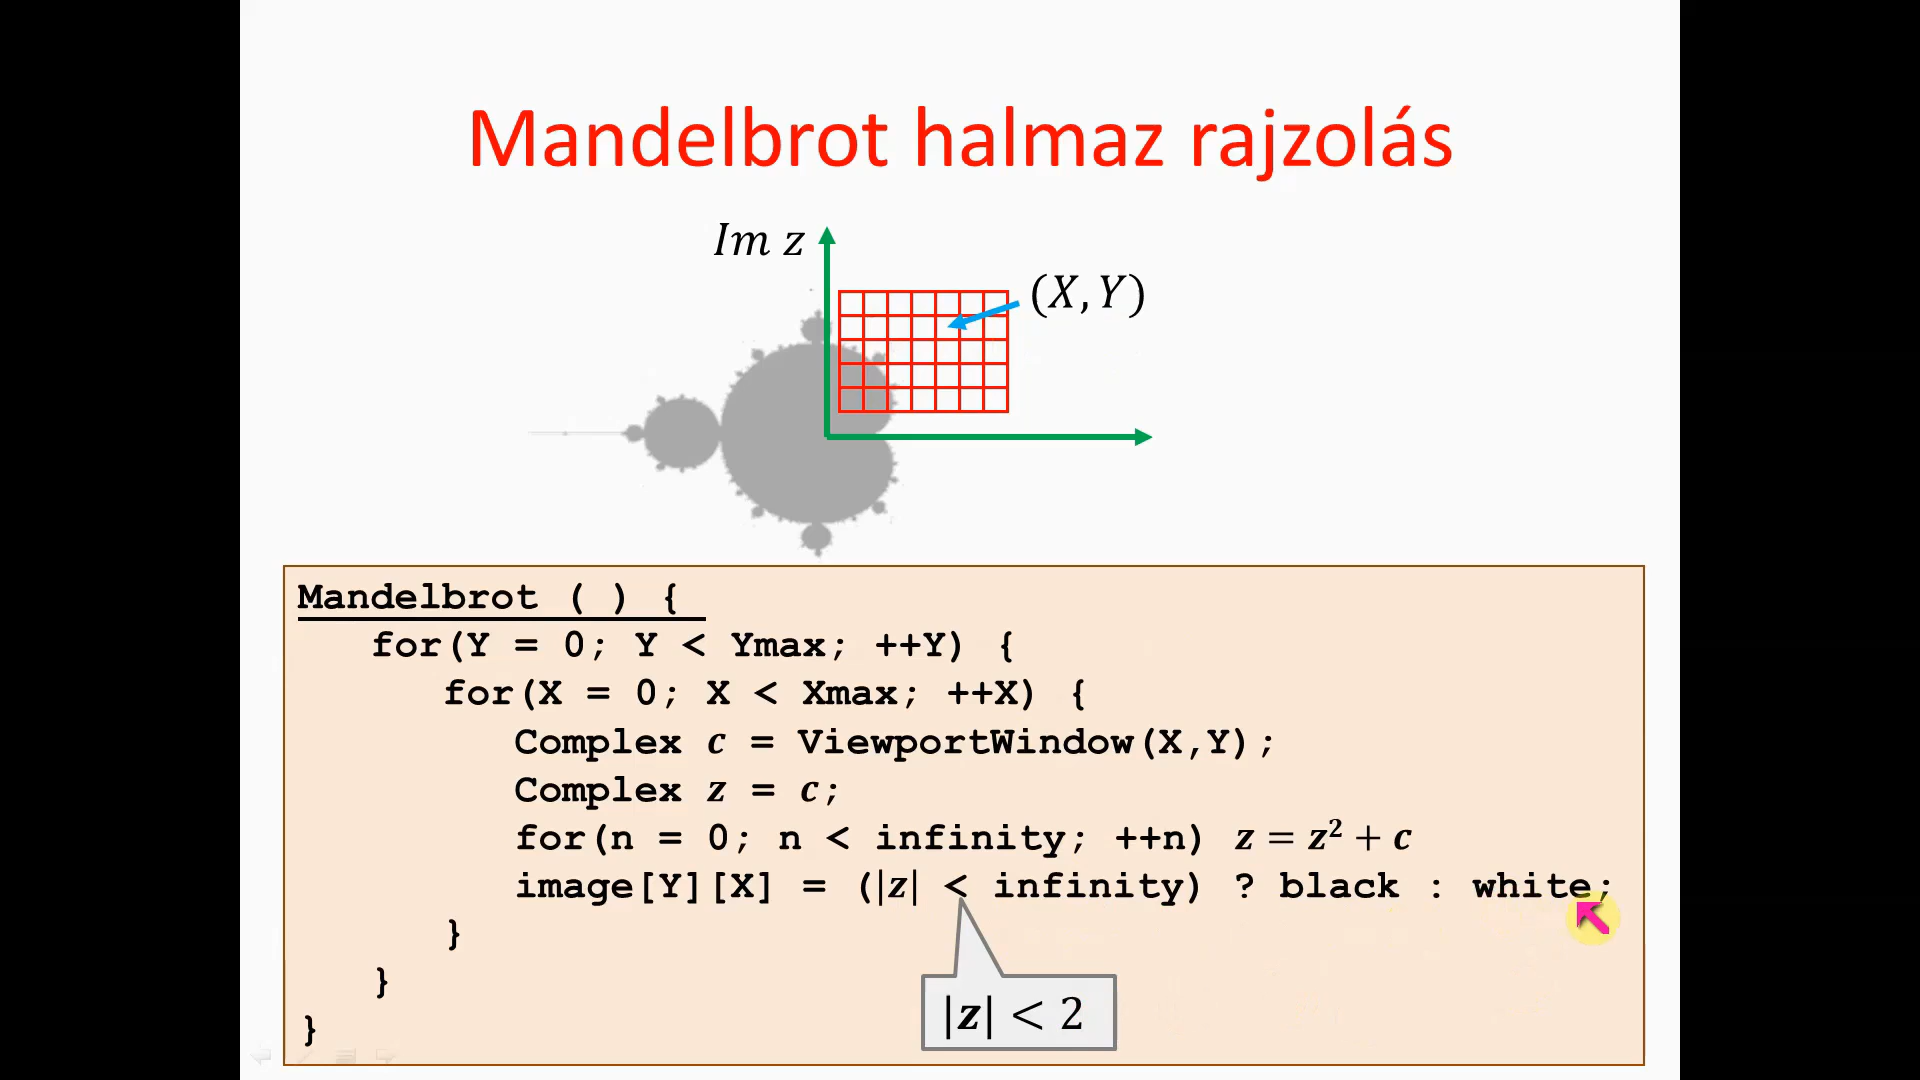 Mandelbrot halmaz rajzolás
Im z
(X,Y)
Mandelbrot ( ) {
for(Y = 0; Y < Ymax; ++Y) {
for(X = 0; X < Xmax; ++X) {
Complex c = ViewportWindow(X,Y);
Complex z = c;
for(n = 0; n < infinity; ++n) z = z² + c
image[Y][X] = (|z| < infinity) ? black : white;
}
}
}
|z| < 2